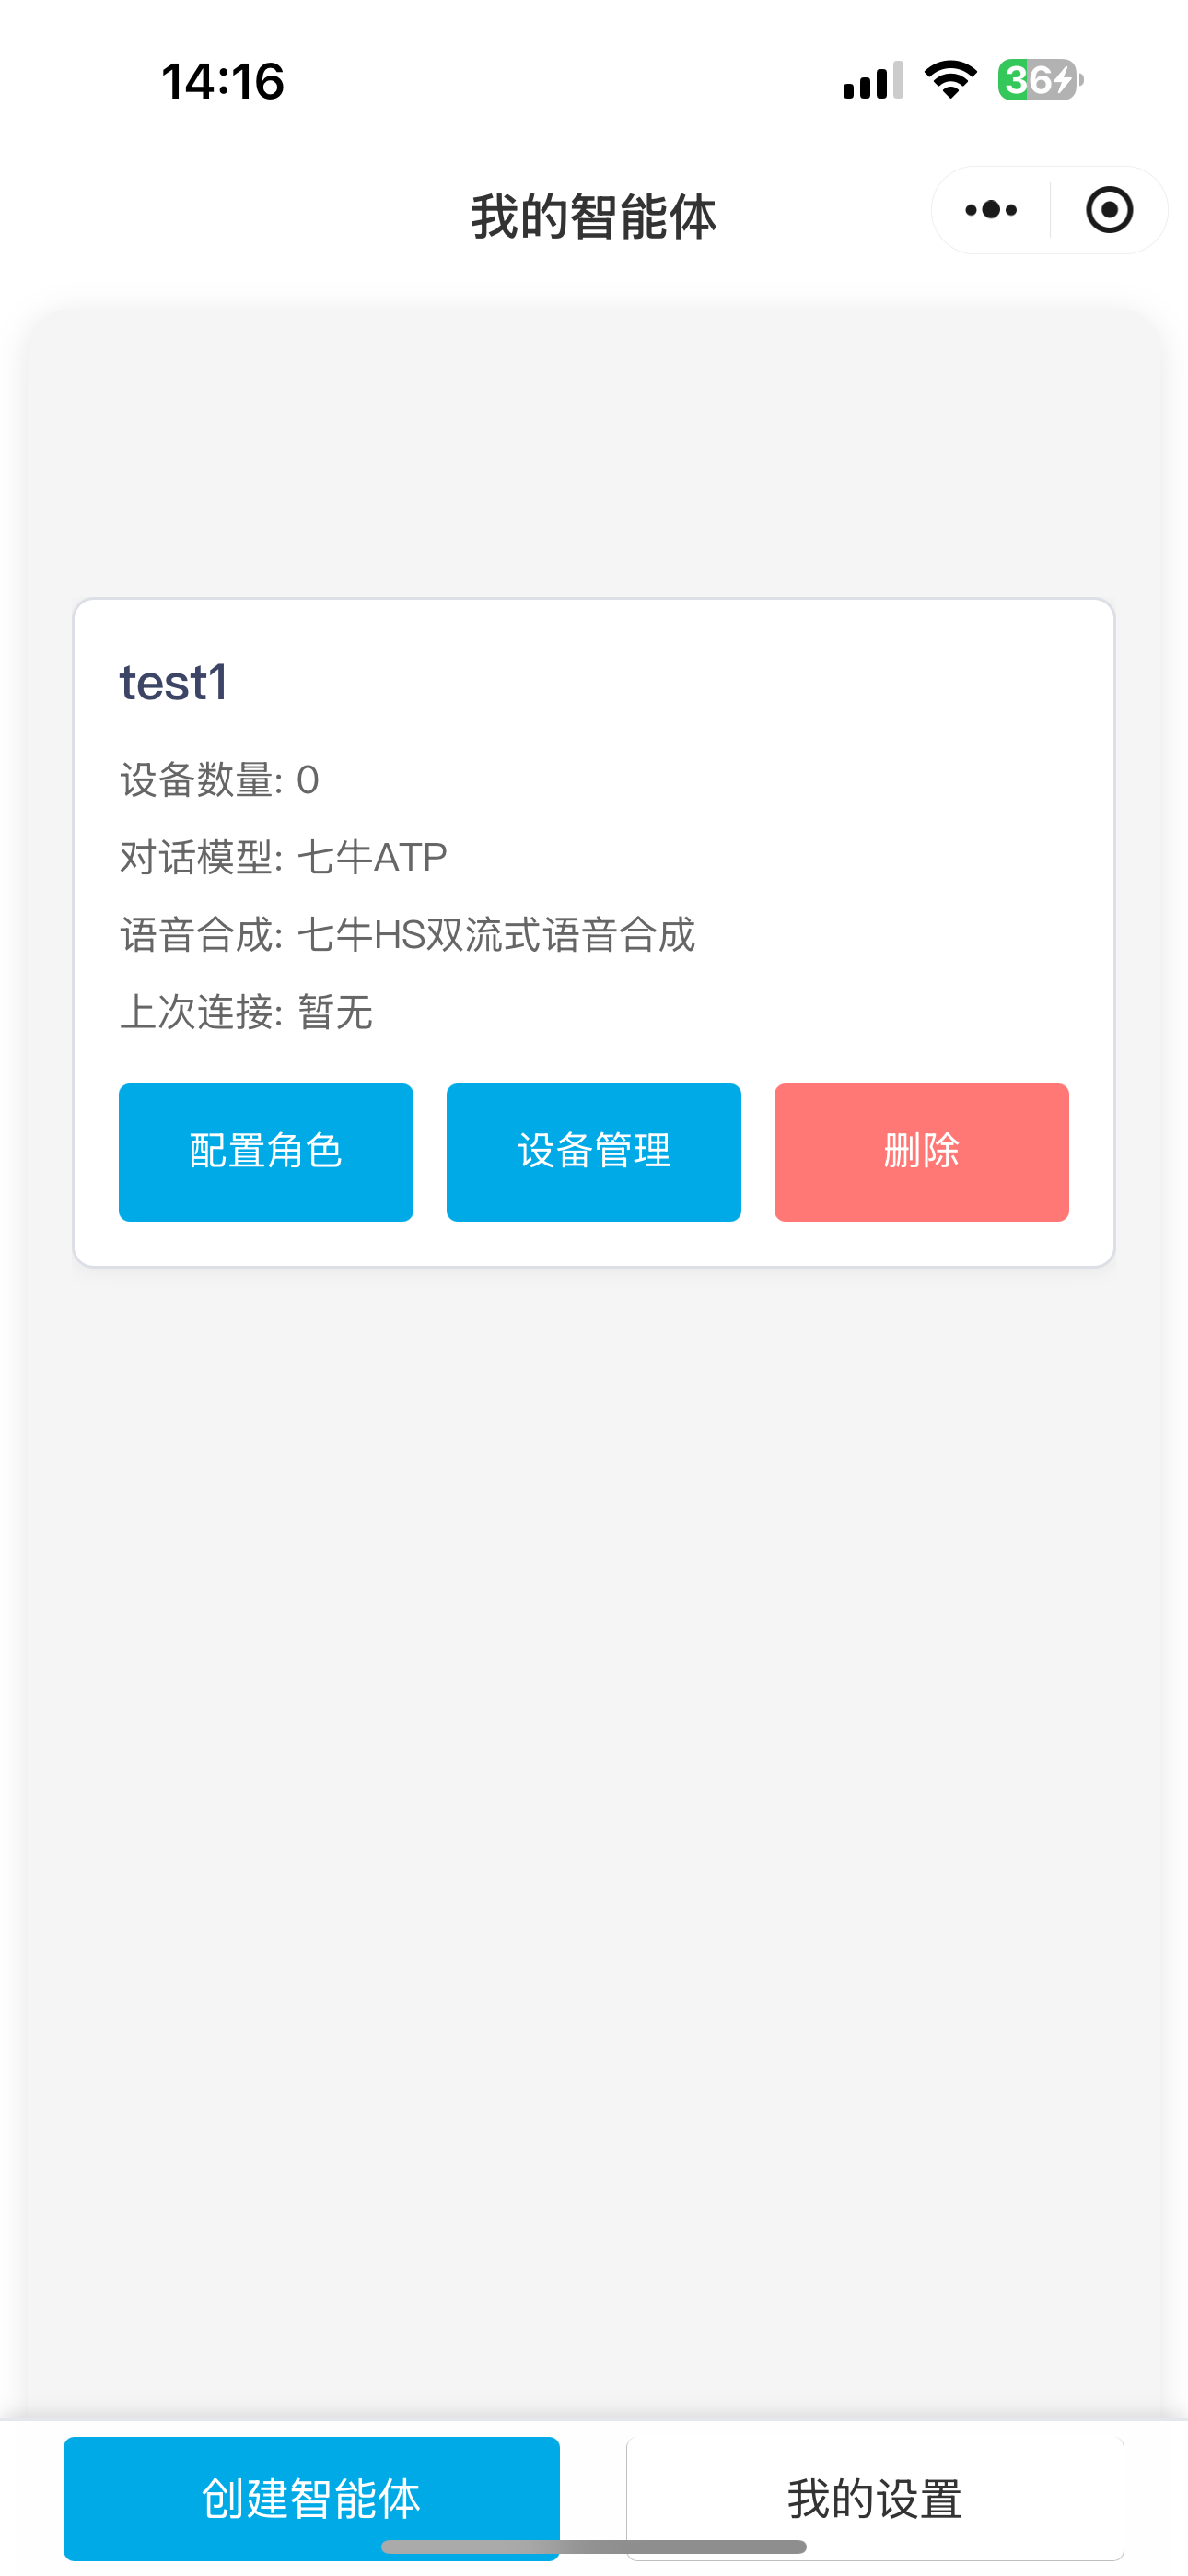 14:16
36
我的智能体
test1
设备数量: 0
对话模型: 七牛ATP
语音合成: 七牛HS双流式语音合成
上次连接: 暂无
配置角色 设备管理 删除
创建智能体 我的设置